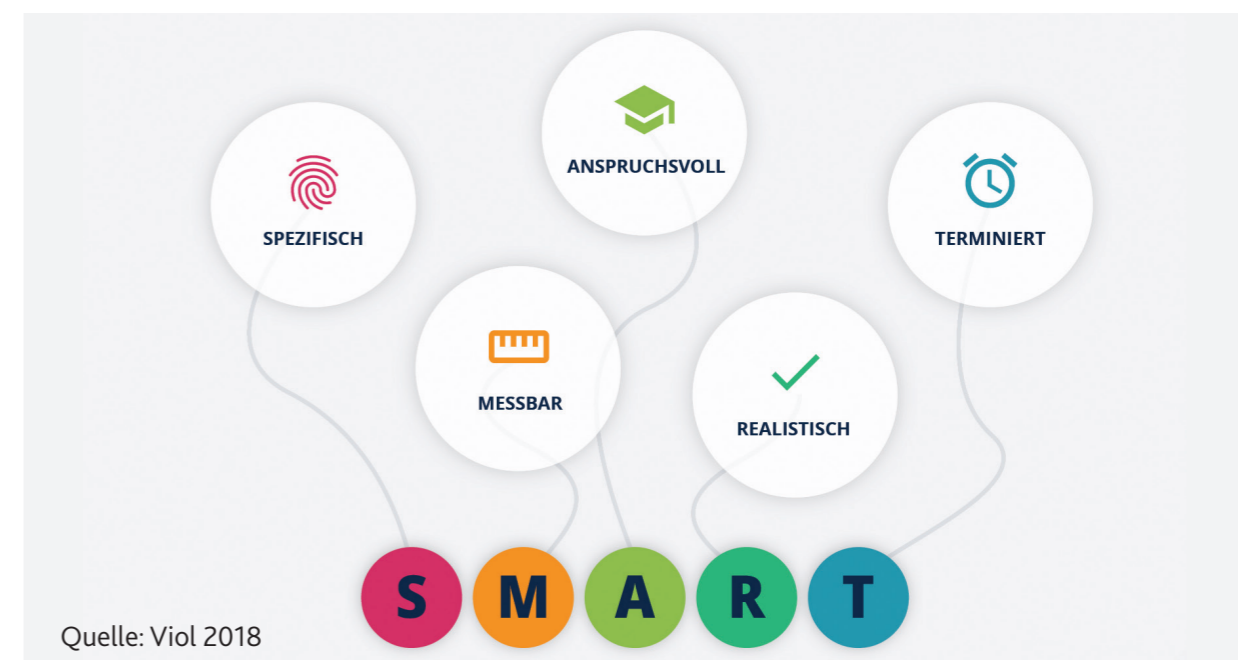 ANSPRUCHSVOLL
SPEZIFISCH
TERMINIERT
MESSBAR
REALISTISCH
S M A R T
Quelle: Viol 2018